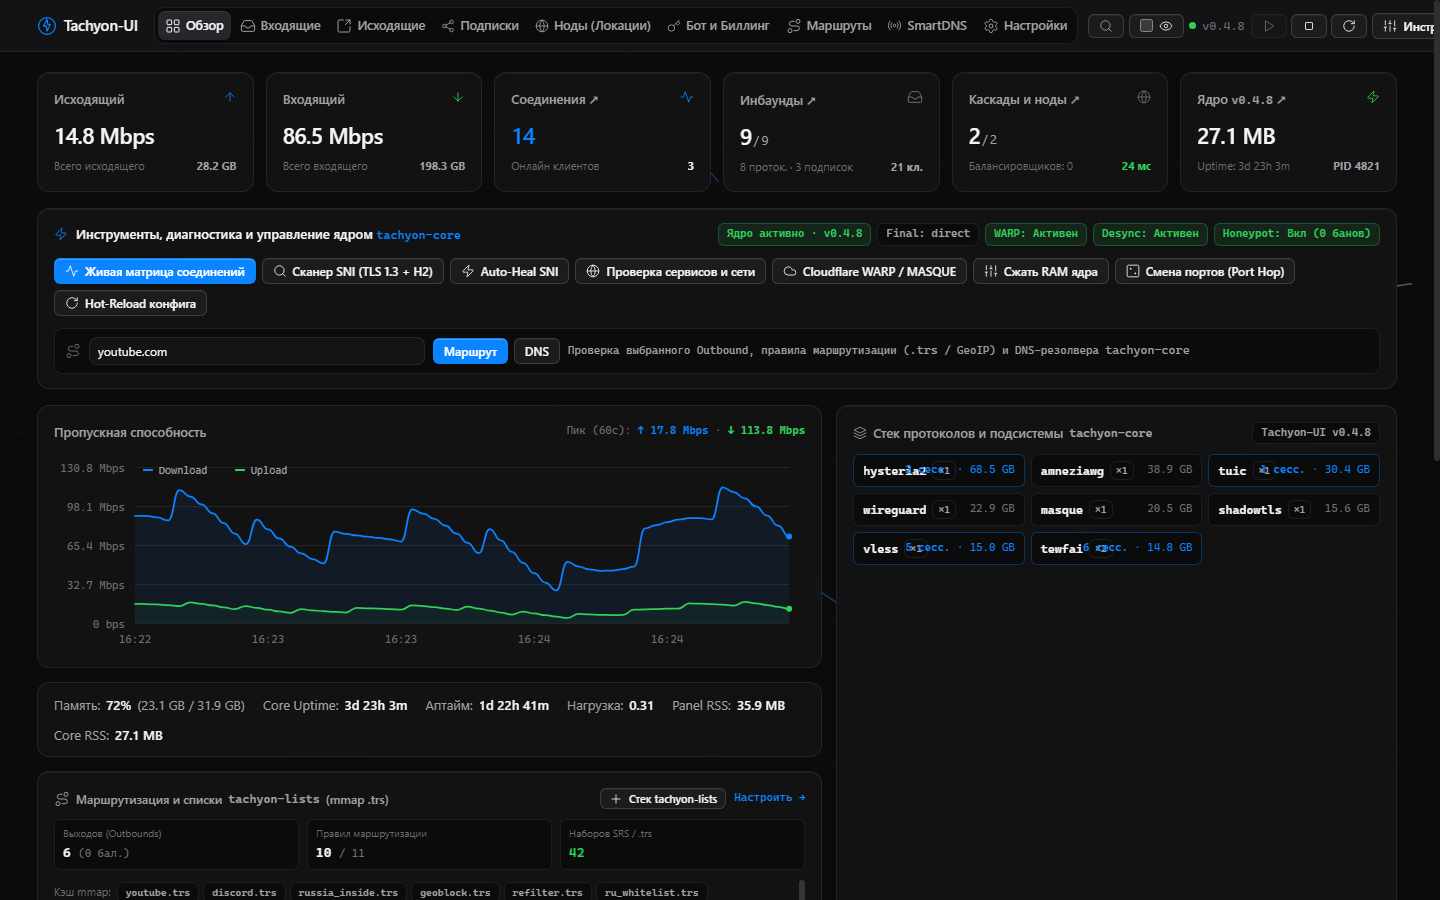 Tachyon-UI
Обзор
Входящие
Исходящие
Подписки
Ноды (Локации)
Бот и Биллинг
Маршруты
SmartDNS
Настройки
v0.4.8
Инстр
Исходящий
14.8 Mbps
Всего исходящего 28.2 GB
Входящий
86.5 Mbps
Всего входящего 198.3 GB
Соединения ↗
14
Онлайн клиентов 3
Инбаунды ↗
9/9
8 проток. · 3 подписок 21 кл.
Каскады и ноды ↗
2/2
Балансировщиков: 0 24 мс
Ядро v0.4.8 ↗
27.1 MB
Uptime: 3d 23h 3m PID 4821
Инструменты, диагностика и управление ядром tachyon-core
Ядро активно · v0.4.8
Final: direct
WARP: Активен
Desync: Активен
Honeypot: Вкл (0 банов)
Живая матрица соединений
Сканер SNI (TLS 1.3 + H2)
Auto-Heal SNI
Проверка сервисов и сети
Cloudflare WARP / MASQUE
Сжать RAM ядра
Смена портов (Port Hop)
Hot-Reload конфига
youtube.com
Маршрут
DNS
Проверка выбранного Outbound, правила маршрутизации (.trs / GeoIP) и DNS-резолвера tachyon-core
Пропускная способность
Пик (60с): ↑ 17.8 Mbps · ↓ 113.8 Mbps
Download
Upload
130.8 Mbps
98.1 Mbps
65.4 Mbps
32.7 Mbps
0 bps
16:22 16:23 16:23 16:24 16:24
Стек протоколов и подсистемы tachyon-core
Tachyon-UI v0.4.8
hysteria2 ×1 сесс. · 68.5 GB
amneziawg ×1 38.9 GB
tuic сесс. · 30.4 GB
wireguard ×1 22.9 GB
masque ×1 20.5 GB
shadowtls ×1 15.6 GB
vless сесс. · 15.0 GB
tewfai 6 сесс. · 14.8 GB
Память: 72% (23.1 GB / 31.9 GB) Core Uptime: 3d 23h 3m Аптайм: 1d 22h 41m Нагрузка: 0.31 Panel RSS: 35.9 MB
Core RSS: 27.1 MB
Маршрутизация и списки tachyon-lists (mmap .trs)
Стек tachyon-lists
Настроить →
Выходов (Outbounds)
6 (0 бал.)
Правил маршрутизации
10 / 11
Наборов SRS / .trs
42
Кэш mmap: youtube.trs discord.trs russia_inside.trs geoblock.trs refilter.trs ru_whitelist.trs